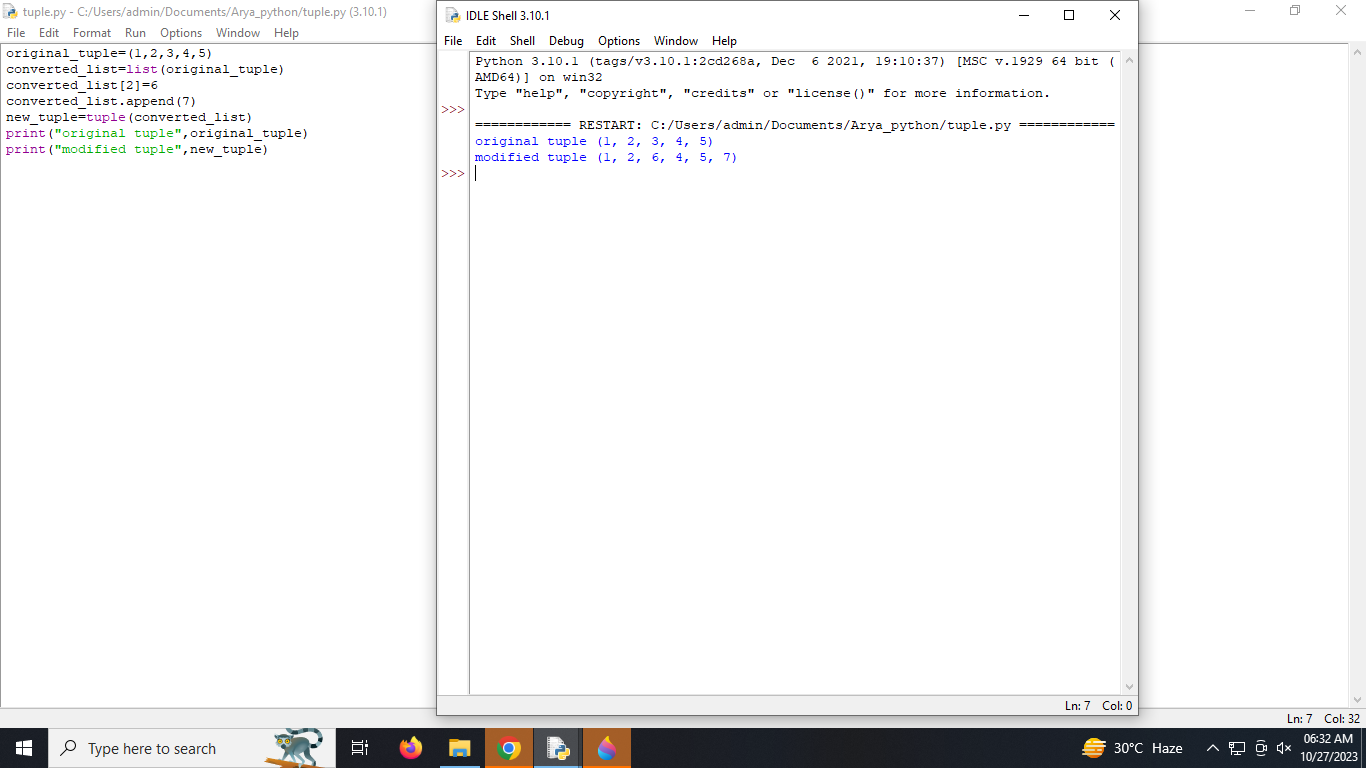 tuple.py - C:/Users/admin/Documents/Arya_python/tuple.py (3.10.1)
File Edit Format Run Options Window Help
original_tuple=(1,2,3,4,5)
converted_list=list(original_tuple)
converted_list[2]=6
converted_list.append(7)
new_tuple=tuple(converted_list)
print("original tuple",original_tuple)
print("modified tuple",new_tuple)
IDLE Shell 3.10.1
File Edit Shell Debug Options Window Help
Python 3.10.1 (tags/v3.10.1:2cd268a, Dec  6 2021, 19:10:37) [MSC v.1929 64 bit (
AMD64)] on win32
Type "help", "copyright", "credits" or "license()" for more information.
>>>
============ RESTART: C:/Users/admin/Documents/Arya_python/tuple.py ============
original tuple (1, 2, 3, 4, 5)
modified tuple (1, 2, 6, 4, 5, 7)
>>>
Ln: 7 Col: 0
Ln: 7 Col: 32
Type here to search
30°C Haze
06:32 AM
10/27/2023